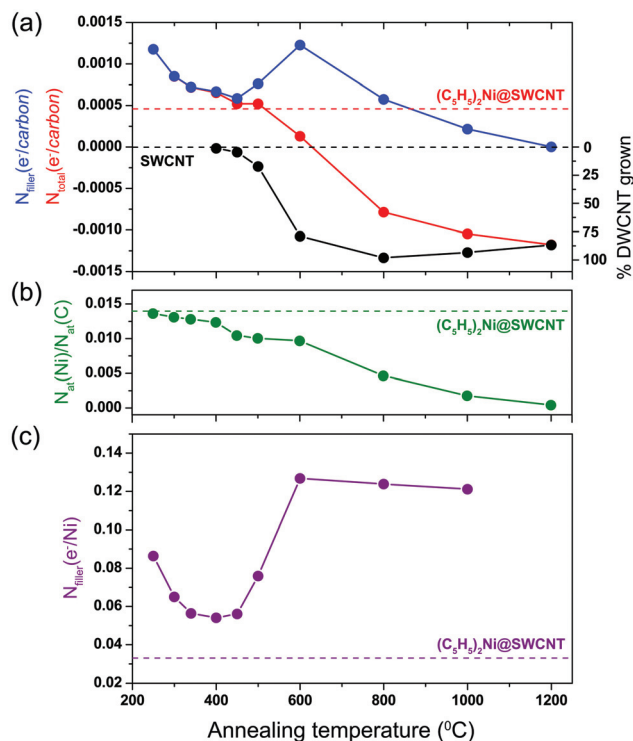 (a)
N_filler(e⁻/carbon)
N_total(e⁻/carbon)
0.0015
0.0010
0.0005
0.0000
-0.0005
-0.0010
-0.0015
(C₅H₅)₂Ni@SWCNT
SWCNT
0
25
50
75
100
% DWCNT grown
(b)
N_at(Ni)/N_at(C)
0.015
0.010
0.005
0.000
(C₅H₅)₂Ni@SWCNT
(c)
N_filler(e⁻/Ni)
0.14
0.12
0.10
0.08
0.06
0.04
0.02
(C₅H₅)₂Ni@SWCNT
200 400 600 800 1000 1200
Annealing temperature (⁰C)